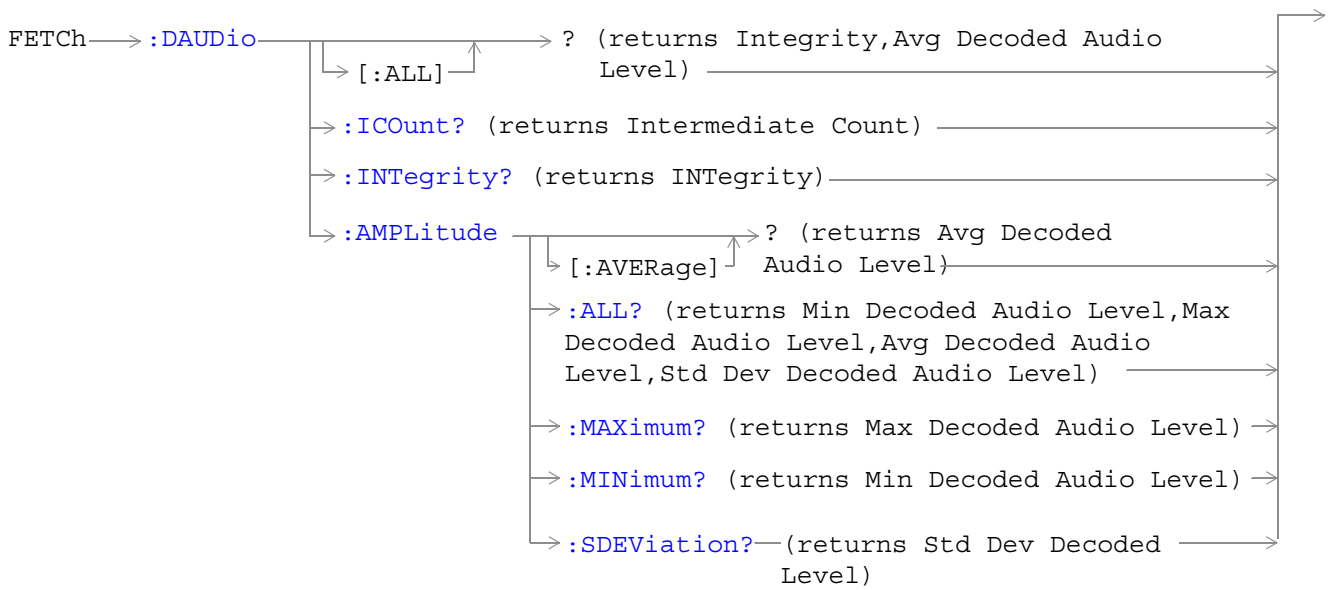 FETCh :DAUDio ? (returns Integrity,Avg Decoded Audio
[:ALL] Level)
:ICOunt? (returns Intermediate Count)
:INTegrity? (returns INTegrity)
:AMPLitude ? (returns Avg Decoded
[:AVERage] Audio Level)
:ALL? (returns Min Decoded Audio Level,Max
Decoded Audio Level,Avg Decoded Audio
Level,Std Dev Decoded Audio Level)
:MAXimum? (returns Max Decoded Audio Level)
:MINimum? (returns Min Decoded Audio Level)
:SDEViation? (returns Std Dev Decoded
Level)